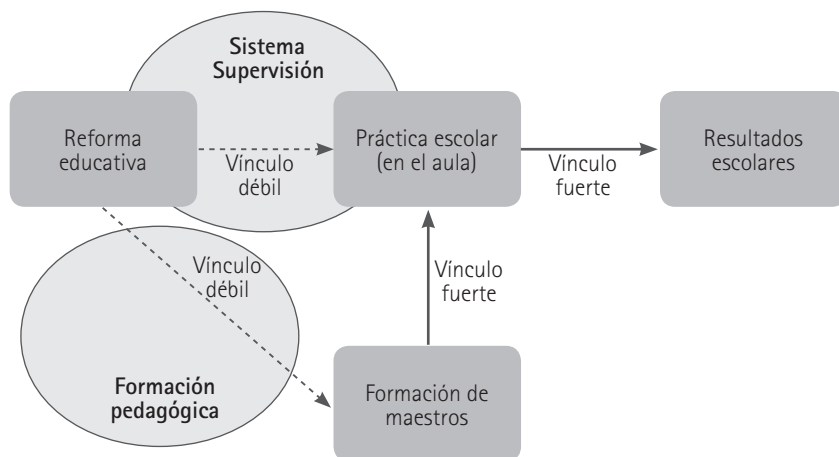 Sistema
Supervisión
Reforma
educativa
Vínculo
débil
Práctica escolar
(en el aula)
Vínculo
fuerte
Resultados
escolares
Vínculo
débil
Vínculo
fuerte
Formación
pedagógica
Formación de
maestros